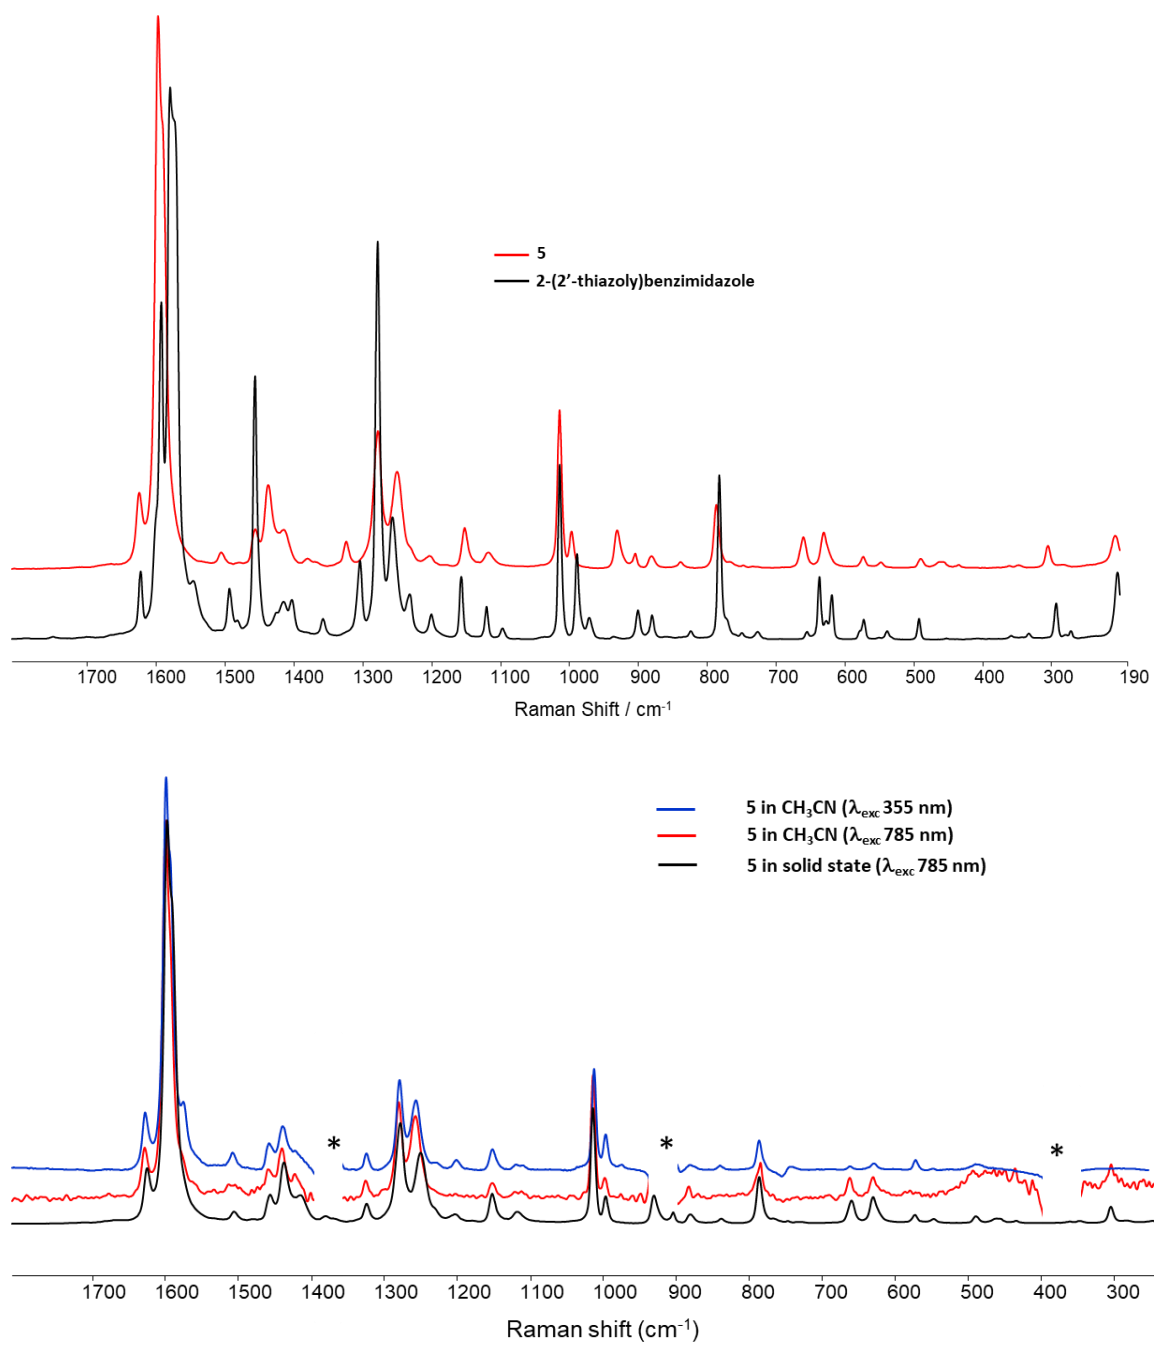 5
2-(2’-thiazoly)benzimidazole
1700 1600 1500 1400 1300 1200 1100 1000 900 800 700 600 500 400 300 190
Raman Shift / cm⁻¹
5 in CH₃CN (λexc 355 nm)
5 in CH₃CN (λexc 785 nm)
5 in solid state (λexc 785 nm)
* * *
1700 1600 1500 1400 1300 1200 1100 1000 900 800 700 600 500 400 300
Raman shift (cm⁻¹)